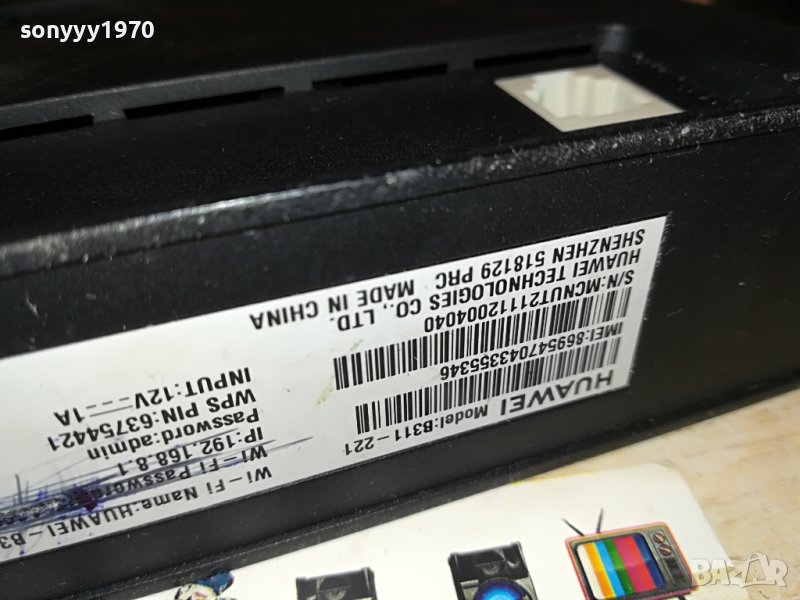 sonyyy1970
HUAWEI Model:B311-221
IMEI:869547043355346
S/N:MCNUT21112004040
HUAWEI TECHNOLOGIES CO., LTD.
SHENZHEN 518129 PRC MADE IN CHINA
Wi-Fi Name:HUAWEI-B3
Wi-Fi Password
IP:192.168.8.1
Password:admin
WPS PIN:63754421
INPUT:12V 1A
BAZAR